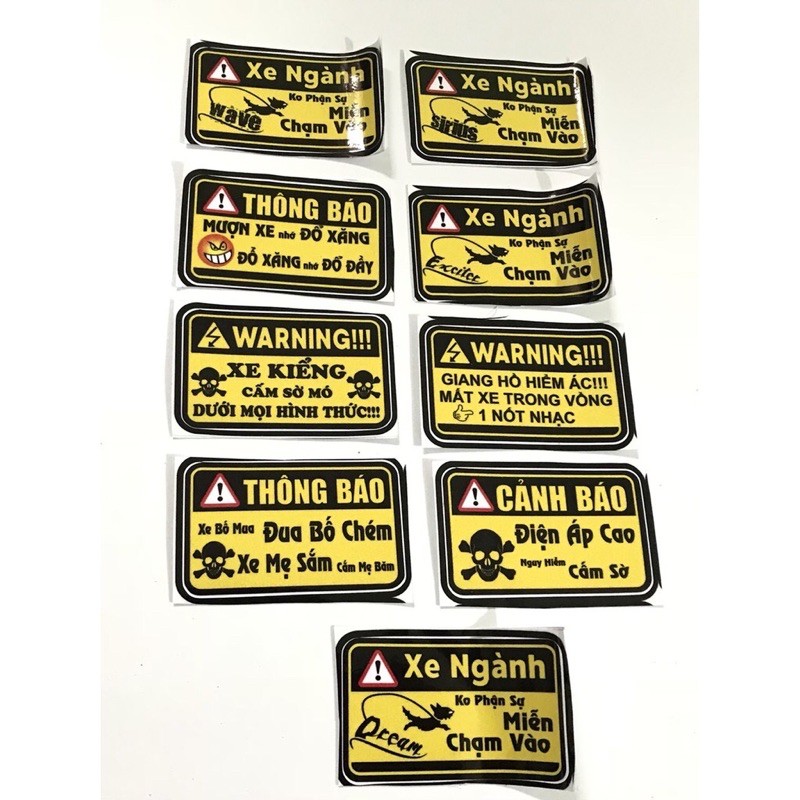 Xe Ngành
Ko Phận Sự
wave
Miễn
Chạm Vào
Xe Ngành
Ko Phận Sự
sirius
Miễn
Chạm Vào
THÔNG BÁO
MƯỢN XE nhớ ĐỔ XĂNG
ĐỔ XĂNG nhớ ĐỔ ĐẦY
Xe Ngành
Ko Phận Sự
Miễn
Exciter
Chạm Vào
WARNING!!!
XE KIỂNG
CẤM SỜ MÓ
DƯỚI MỌI HÌNH THỨC!!!
WARNING!!!
GIANG HỒ HIỂM ÁC!!!
MẤT XE TRONG VÒNG
1 NỐT NHẠC
THÔNG BÁO
Xe Bố Mua Đua Bố Chém
Xe Mẹ Sắm Cấm Mẹ Băm
CẢNH BÁO
Điện Áp Cao
Nguy Hiểm Cấm Sờ
Xe Ngành
Ko Phận Sự
Miễn
Dream
Chạm Vào